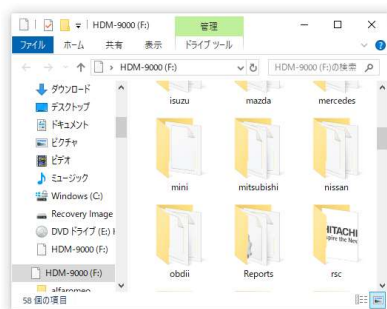 HDM-9000 (F:)
管理
ファイル ホーム 共有 表示 ドライブ ツール
HDM-9000 (F:) HDM-9000 (F:)の検索
ダウンロード
デスクトップ
ドキュメント
ピクチャ
ビデオ
ミュージック
Windows (C:)
Recovery Image
DVD ドライブ (E:) H
HDM-9000 (F:)
HDM-9000 (F:)
alfaromeo
isuzu mazda mercedes
mini mitsubishi nissan
HITACHI
spire the Nex
obdii Reports rsc
58 個の項目